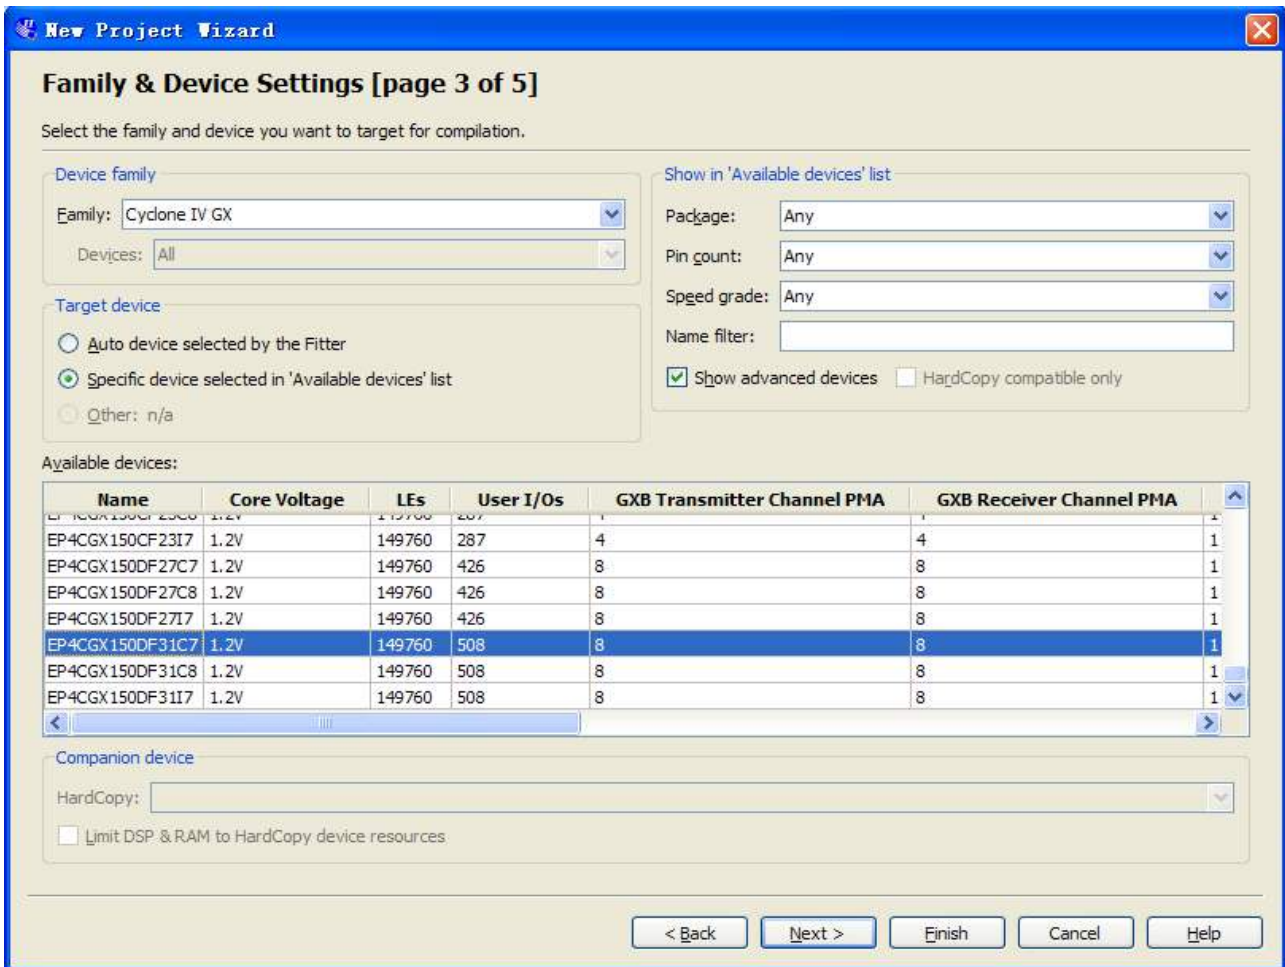 New Project Wizard
Family & Device Settings [page 3 of 5]
Select the family and device you want to target for compilation.
Device family
Family: Cyclone IV GX
Devices: All
Show in 'Available devices' list
Package: Any
Pin count: Any
Speed grade: Any
Name filter:
Show advanced devices HardCopy compatible only
Target device
Auto device selected by the Fitter
Specific device selected in 'Available devices' list
Other: n/a
Available devices:
Name Core Voltage LEs User I/Os GXB Transmitter Channel PMA GXB Receiver Channel PMA
EP4CGX150CF23I7 1.2V 149760 287 4 4 1
EP4CGX150DF27C7 1.2V 149760 426 8 8 1
EP4CGX150DF27C8 1.2V 149760 426 8 8 1
EP4CGX150DF27I7 1.2V 149760 426 8 8 1
EP4CGX150DF31C7 1.2V 149760 508 8 8 1
EP4CGX150DF31C8 1.2V 149760 508 8 8 1
EP4CGX150DF31I7 1.2V 149760 508 8 8 1
Companion device
HardCopy:
Limit DSP & RAM to HardCopy device resources
< Back Next > Finish Cancel Help